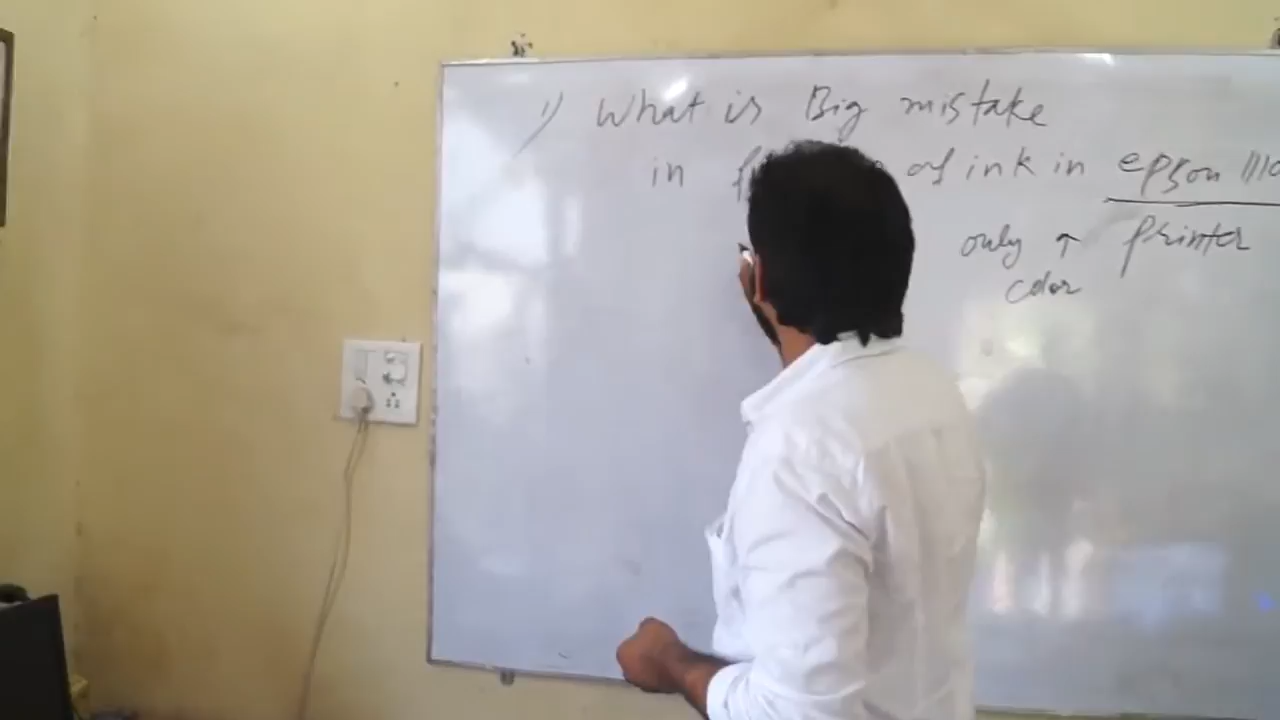 1) What is Big mistake
in of ink in epson
only ↑ printer
color